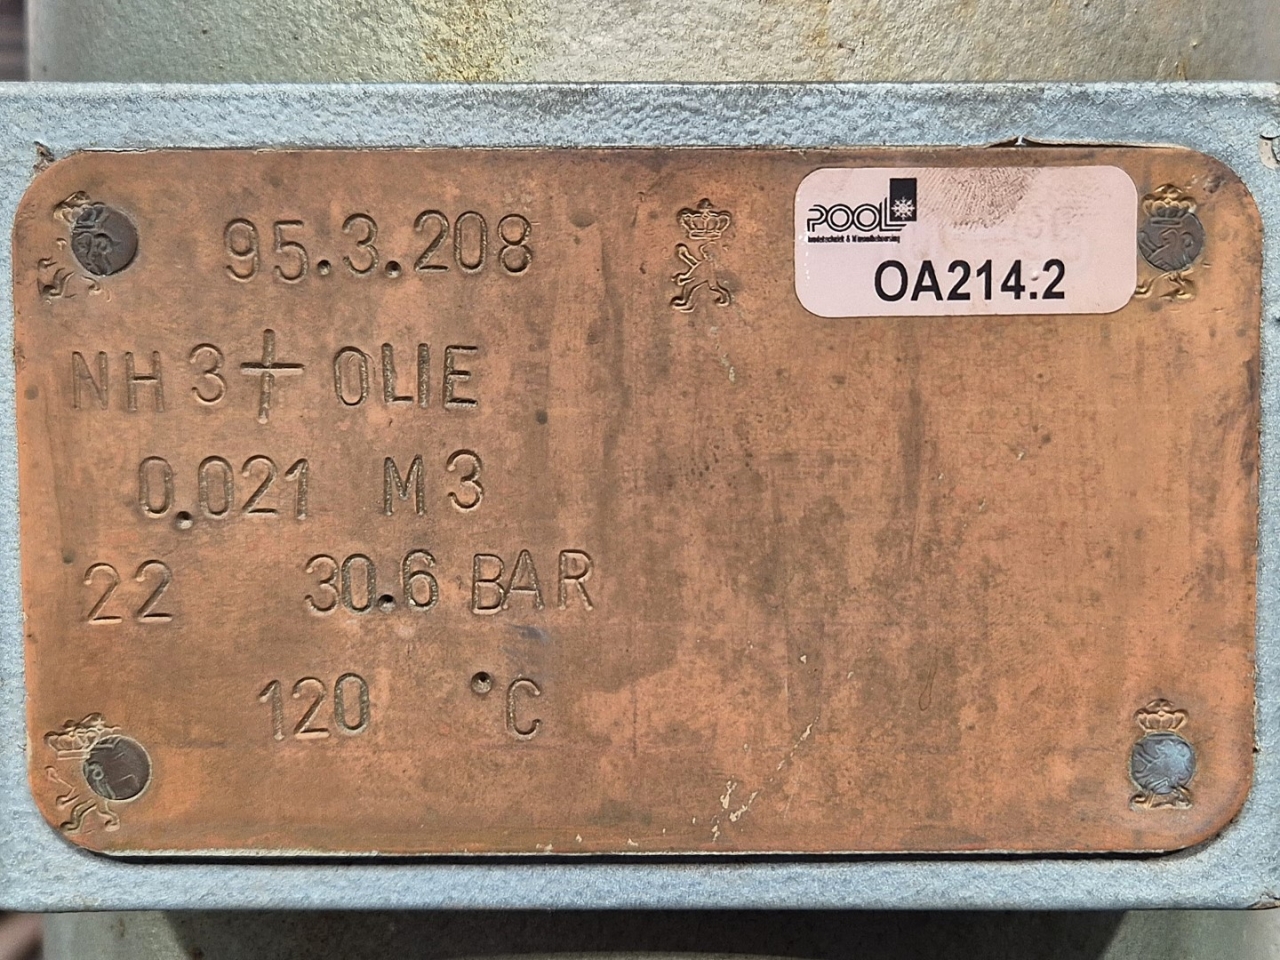 95.3.208
POOL
OA214.2
NH3+OLIE
0.021 M3
22 30.6 BAR
120 °C